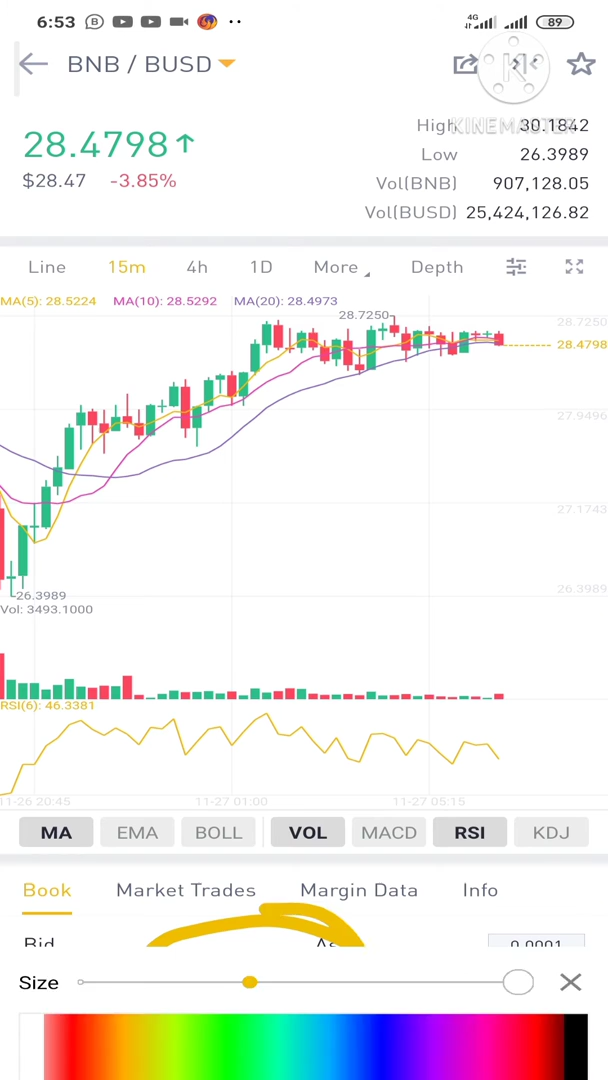 6:53 4G 89
BNB / BUSD
KINEMASTER
28.4798
$28.47 -3.85%
High 30.1842
Low 26.3989
Vol(BNB) 907,128.05
Vol(BUSD) 25,424,126.82
Line 15m 4h 1D More Depth
MA(5): 28.5224 MA(10): 28.5292 MA(20): 28.4973
28.7250
28.7250
28.4798
27.9496
27.1743
26.3989
26.3989
Vol: 3493.1000
RSI(6): 46.3381
11-26 20:45 11-27 01:00 11-27 05:15
MA EMA BOLL VOL MACD RSI KDJ
Book Market Trades Margin Data Info
Bid 0.0001
Size